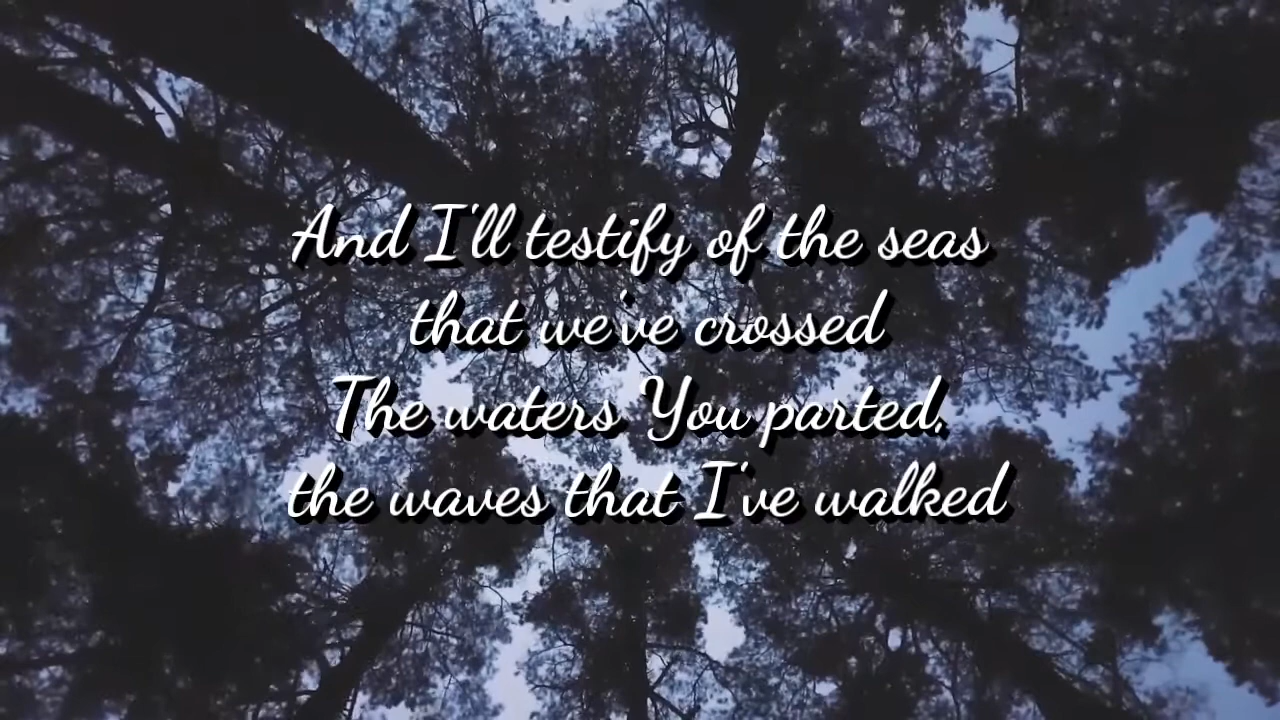 And I'll testify of the seas
that we've crossed
The waters You parted,
the waves that I've walked